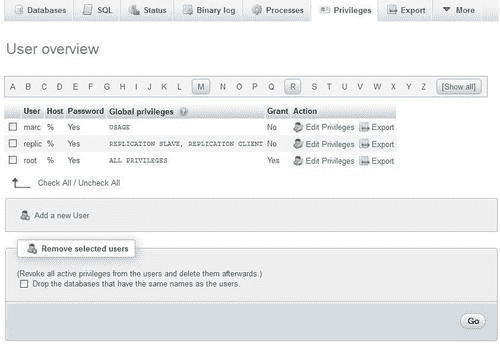 Databases SQL Status Binary log Processes Privileges Export More
User overview
A B C D E F G H I J K L M N O P Q R S T U V W X Y Z [Show all]
User Host Password Global privileges Grant Action
marc % Yes USAGE No Edit Privileges Export
replic % Yes REPLICATION SLAVE, REPLICATION CLIENT No Edit Privileges Export
root % Yes ALL PRIVILEGES Yes Edit Privileges Export
Check All / Uncheck All
Add a new User
Remove selected users
(Revoke all active privileges from the users and delete them afterwards.)
Drop the databases that have the same names as the users.
Go